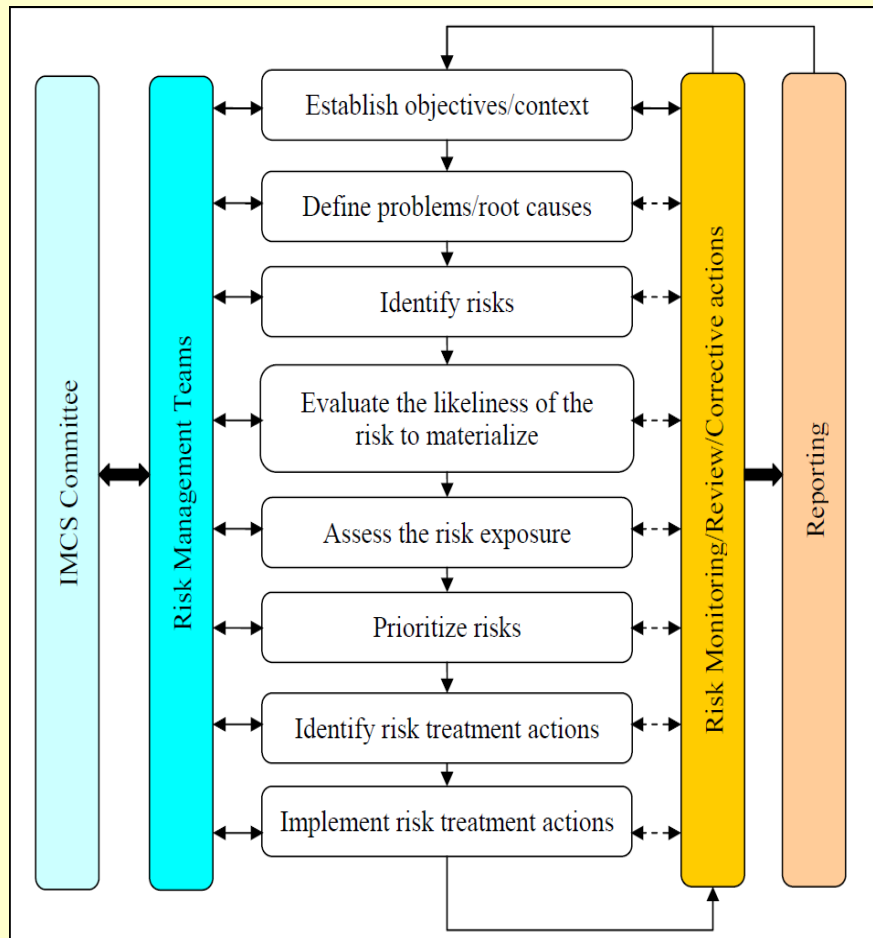 IMCS Committee
Risk Management Teams
Establish objectives/context
Define problems/root causes
Identify risks
Evaluate the likeliness of the
risk to materialize
Assess the risk exposure
Prioritize risks
Identify risk treatment actions
Implement risk treatment actions
Risk Monitoring/Review/Corrective actions
Reporting